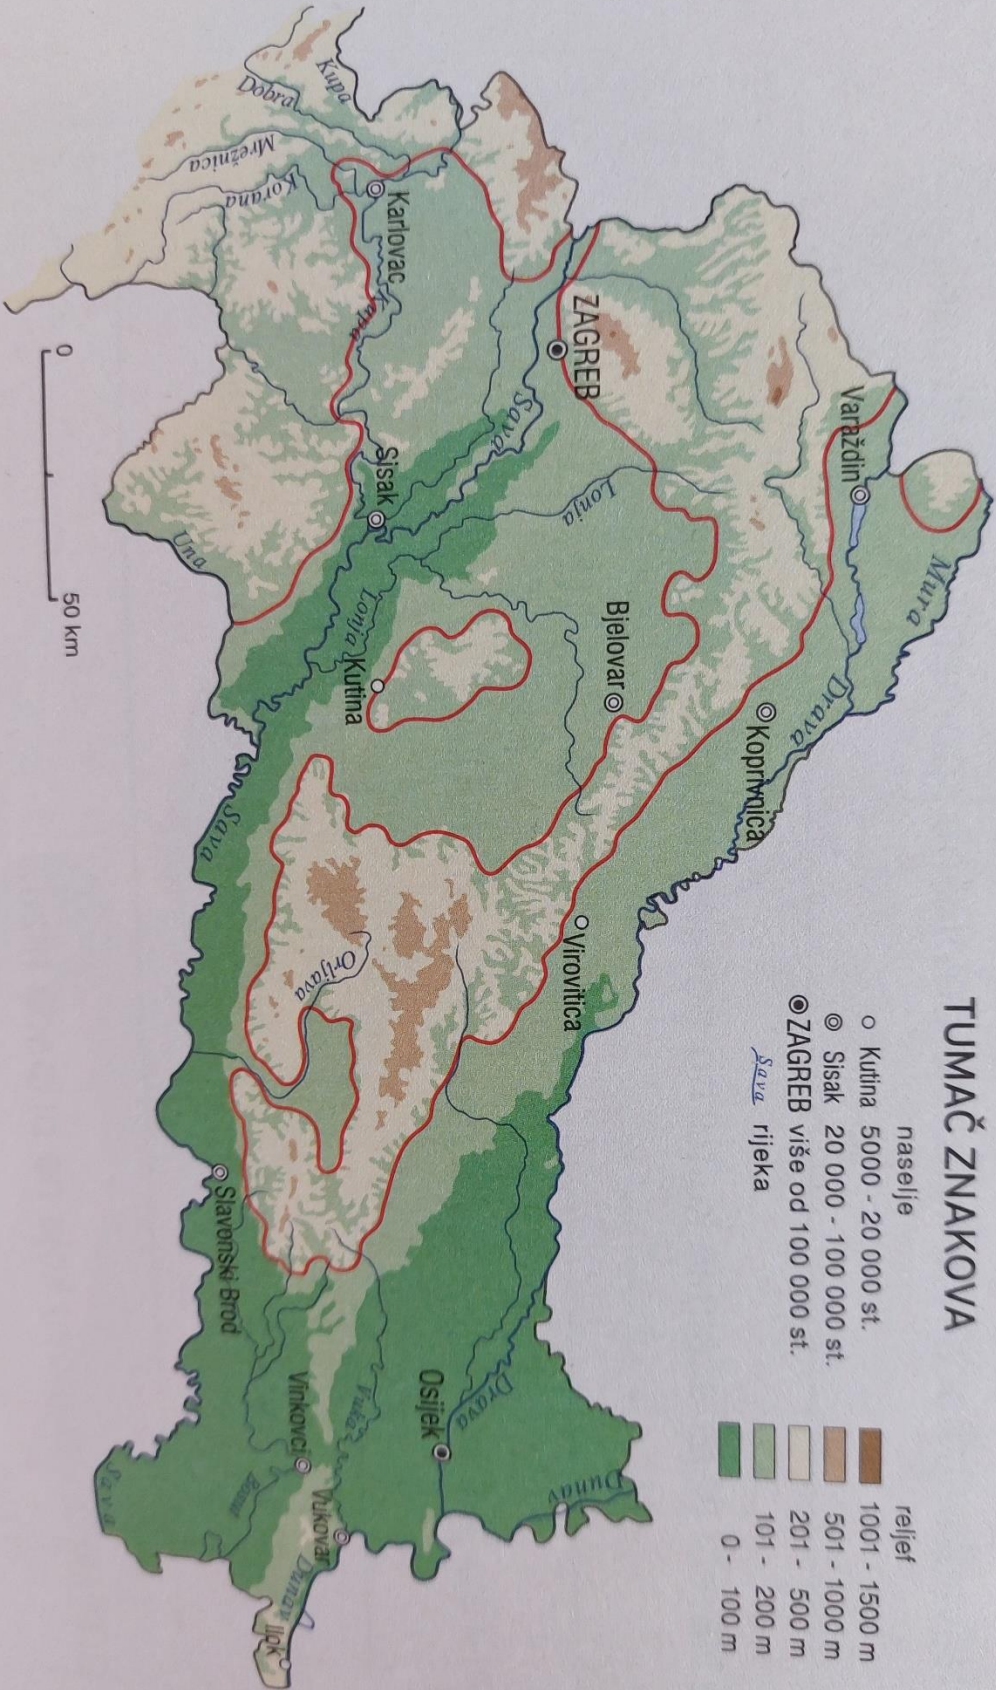 TUMAČ ZNAKOVA
naselje
Kutina 5000 - 20 000 st.
Sisak 20 000 - 100 000 st.
ZAGREB više od 100 000 st.
Sava rijeka
reljef
1001 - 1500 m
501 - 1000 m
201 - 500 m
101 - 200 m
0 - 100 m
Mura
Varaždin
Drava
Koprivnica
ZAGREB
Sava
Lonja
Bjelovar
Virovitica
Kupa
Dobra
Mrežnica
Korana
Karlovac
Kupa
Sisak
Una
Lonja
Kutina
Sava
Orljava
Slavonski Brod
Osijek
Drava
Dunav
Vuka
Vinkovci
Vukovar
Bosut
Sava
Dunav
Ilok
0
50 km